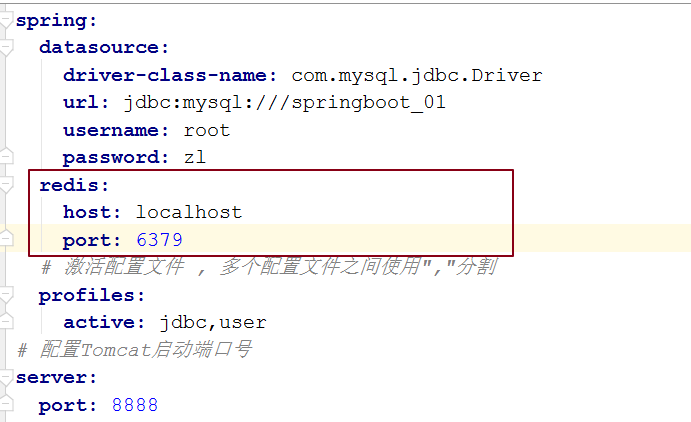 spring:
  datasource:
    driver-class-name: com.mysql.jdbc.Driver
    url: jdbc:mysql:///springboot_01
    username: root
    password: zl
  redis:
    host: localhost
    port: 6379
  # 激活配置文件 , 多个配置文件之间使用","分割
  profiles:
    active: jdbc,user
# 配置Tomcat启动端口号
server:
  port: 8888